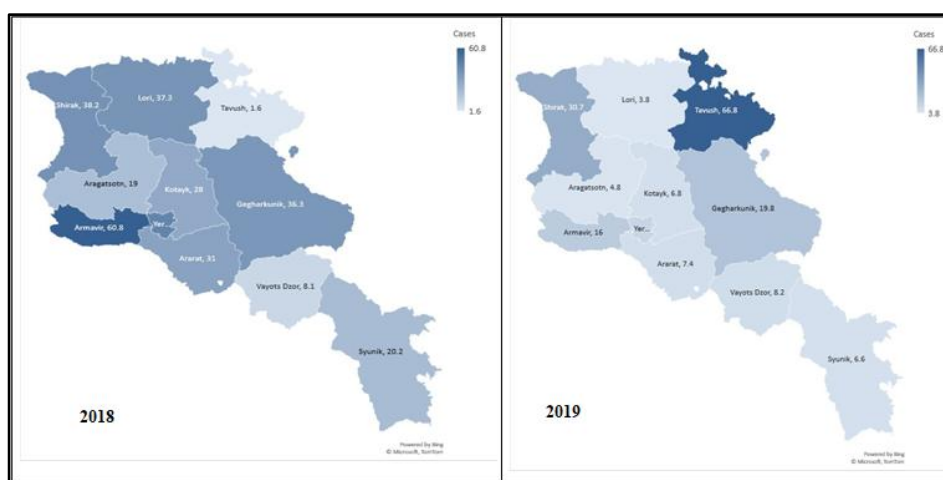 Cases
60.8
1.6
Lori, 37.3
Shirak, 38.2
Tavush, 1.6
Aragatsotn, 19
Kotayk, 28
Gegharkunik, 36.3
Armavir, 60.8
Yer...
Ararat, 31
Vayots Dzor, 8.1
Syunik, 20.2
2018
Powered by Bing
© Microsoft, TomTom
Cases
66.8
3.8
Lori, 3.8
Shirak, 30.7
Tavush, 66.8
Aragatsotn, 4.8
Kotayk, 6.8
Gegharkunik, 19.8
Armavir, 16
Yer...
Ararat, 7.4
Vayots Dzor, 8.2
Syunik, 6.6
2019
Powered by Bing
© Microsoft, TomTom